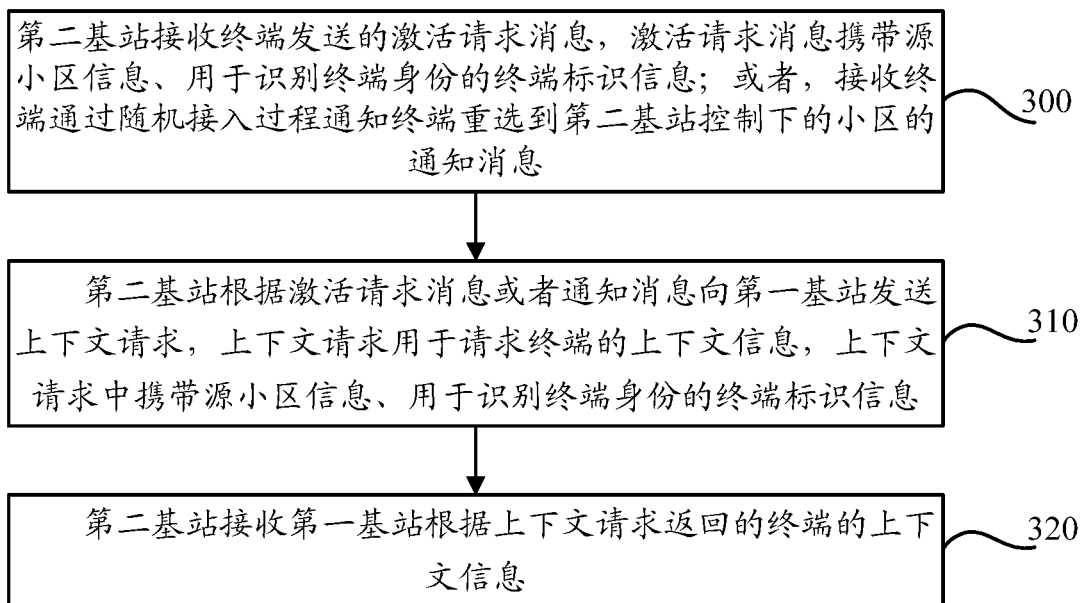 第二基站接收终端发送的激活请求消息，激活请求消息携带源
小区信息、用于识别终端身份的终端标识信息；或者，接收终
端通过随机接入过程通知终端重选到第二基站控制下的小区的
通知消息
300
第二基站根据激活请求消息或者通知消息向第一基站发送
上下文请求，上下文请求用于请求终端的上下文信息，上下文
请求中携带源小区信息、用于识别终端身份的终端标识信息
310
第二基站接收第一基站根据上下文请求返回的终端的上下
文信息
320